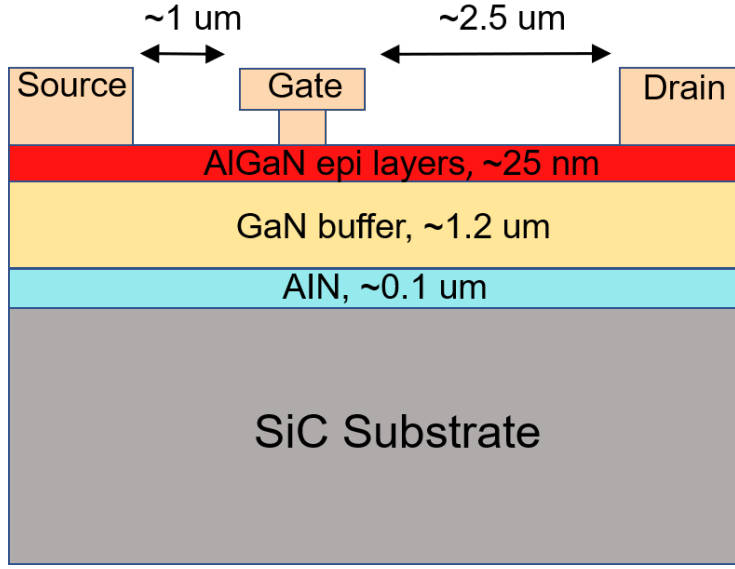 ~1 um
~2.5 um
Source
Gate
Drain
AlGaN epi layers, ~25 nm
GaN buffer, ~1.2 um
AIN, ~0.1 um
SiC Substrate